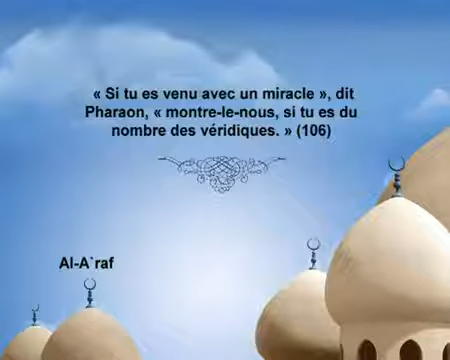 « Si tu es venu avec un miracle », dit
Pharaon, « montre-le-nous, si tu es du
nombre des véridiques. » (106)
Al-A`raf